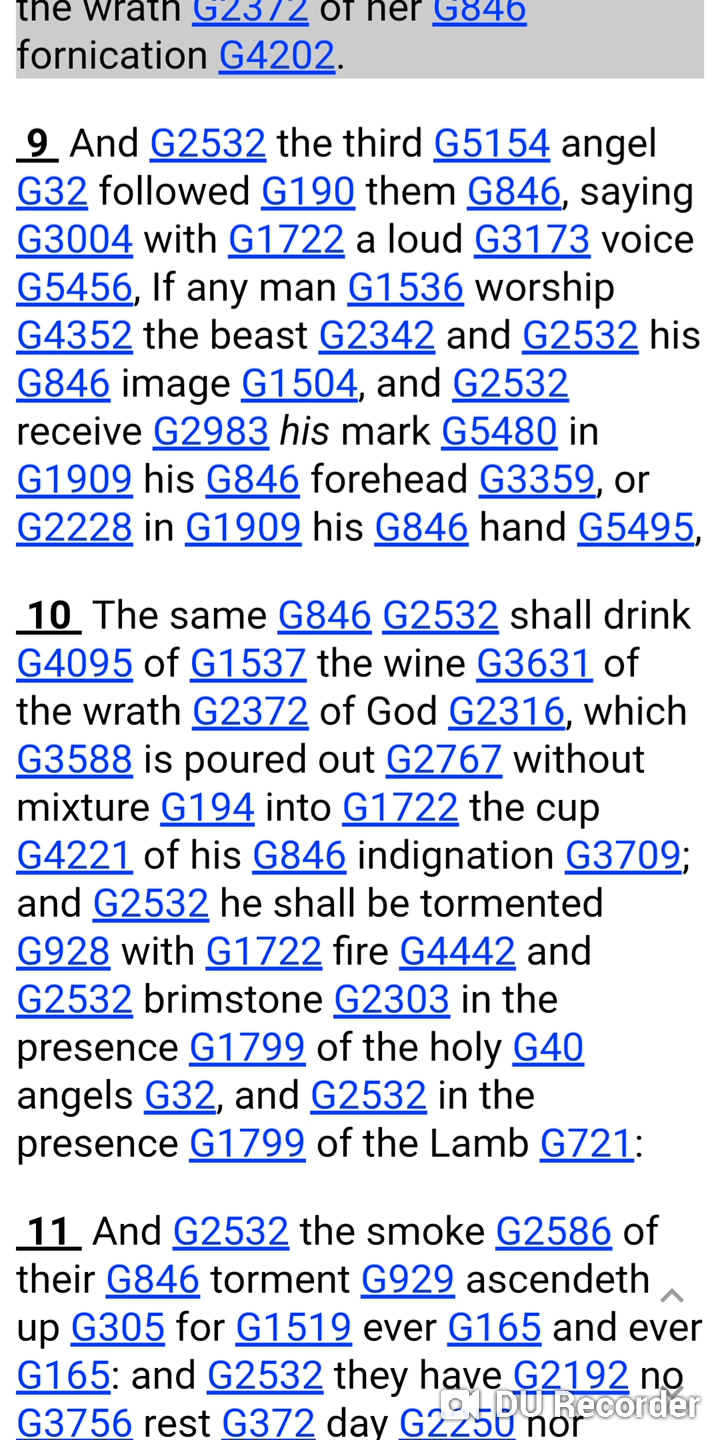 the wrath G2372 of her G846
fornication G4202.
9 And G2532 the third G5154 angel
G32 followed G190 them G846, saying
G3004 with G1722 a loud G3173 voice
G5456, If any man G1536 worship
G4352 the beast G2342 and G2532 his
G846 image G1504, and G2532
receive G2983 his mark G5480 in
G1909 his G846 forehead G3359, or
G2228 in G1909 his G846 hand G5495,
10 The same G846 G2532 shall drink
G4095 of G1537 the wine G3631 of
the wrath G2372 of God G2316, which
G3588 is poured out G2767 without
mixture G194 into G1722 the cup
G4221 of his G846 indignation G3709;
and G2532 he shall be tormented
G928 with G1722 fire G4442 and
G2532 brimstone G2303 in the
presence G1799 of the holy G40
angels G32, and G2532 in the
presence G1799 of the Lamb G721:
11 And G2532 the smoke G2586 of
their G846 torment G929 ascendeth
up G305 for G1519 ever G165 and ever
G165: and G2532 they have G2192 no
G3756 rest G372 day G2250 nor
DU Recorder